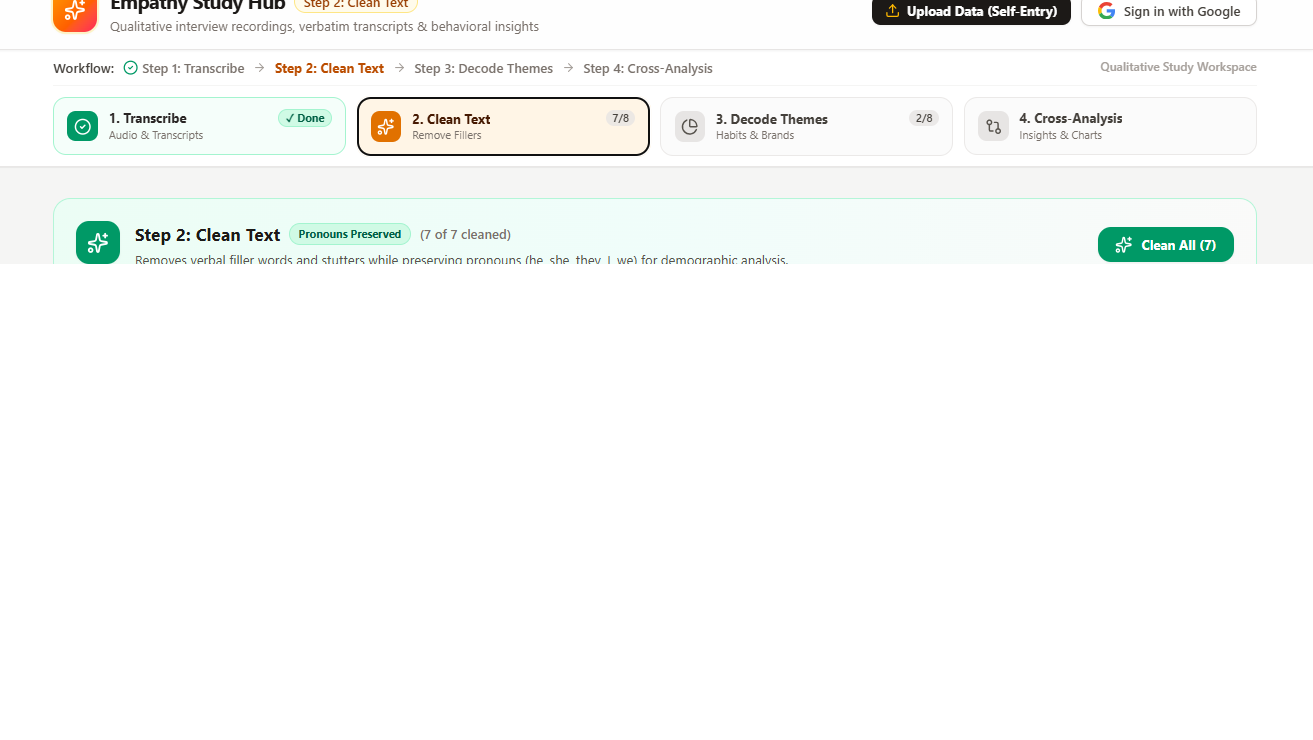 Empathy Study Hub Step 2: Clean Text
Upload Data (Self-Entry) Sign in with Google
Qualitative interview recordings, verbatim transcripts & behavioral insights
Workflow: Step 1: Transcribe → Step 2: Clean Text → Step 3: Decode Themes → Step 4: Cross-Analysis
Qualitative Study Workspace
1. Transcribe ✓ Done
Audio & Transcripts
2. Clean Text 7/8
Remove Fillers
3. Decode Themes 2/8
Habits & Brands
4. Cross-Analysis
Insights & Charts
Step 2: Clean Text Pronouns Preserved (7 of 7 cleaned)
Clean All (7)
Removes verbal filler words and stutters while preserving pronouns (he, she, they, I, we) for demographic analysis.